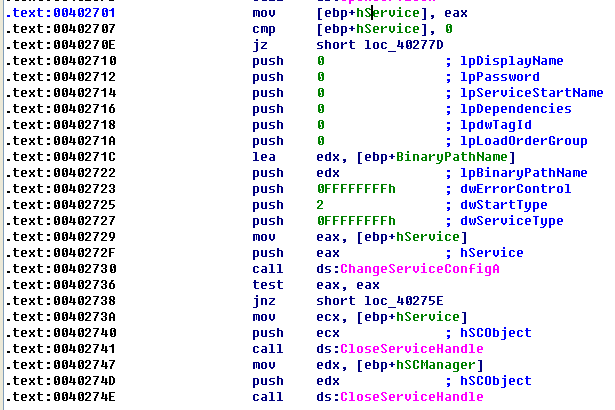 .text:00402701 mov [ebp+hService], eax
.text:00402707 cmp [ebp+hService], 0
.text:0040270E jz short loc_40277D
.text:00402710 push 0 ; lpDisplayName
.text:00402712 push 0 ; lpPassword
.text:00402714 push 0 ; lpServiceStartName
.text:00402716 push 0 ; lpDependencies
.text:00402718 push 0 ; lpdwTagId
.text:0040271A push 0 ; lpLoadOrderGroup
.text:0040271C lea edx, [ebp+BinaryPathName]
.text:00402722 push edx ; lpBinaryPathName
.text:00402723 push 0FFFFFFFFh ; dwErrorControl
.text:00402725 push 2 ; dwStartType
.text:00402727 push 0FFFFFFFFh ; dwServiceType
.text:00402729 mov eax, [ebp+hService]
.text:0040272F push eax ; hService
.text:00402730 call ds:ChangeServiceConfigA
.text:00402736 test eax, eax
.text:00402738 jnz short loc_40275E
.text:0040273A mov ecx, [ebp+hService]
.text:00402740 push ecx ; hSCObject
.text:00402741 call ds:CloseServiceHandle
.text:00402747 mov edx, [ebp+hSCManager]
.text:0040274D push edx ; hSCObject
.text:0040274E call ds:CloseServiceHandle